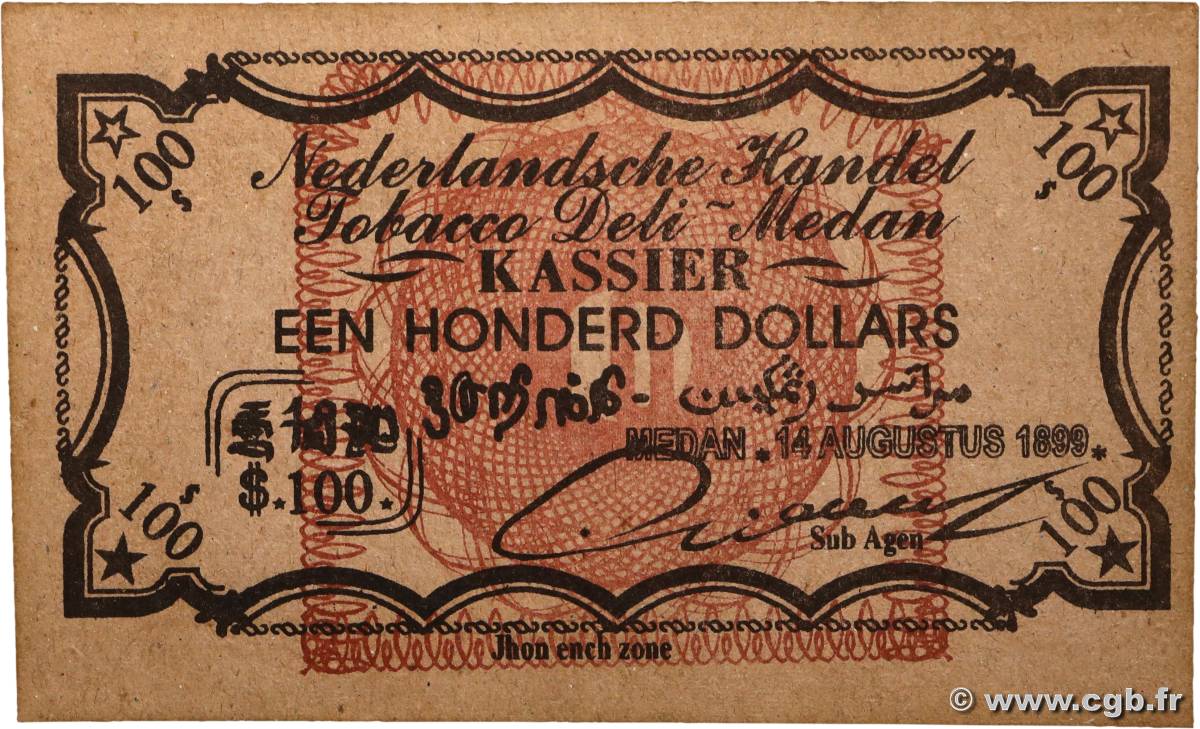 100 $
100 $
Nederlandsche Handel
Tobacco Deli - Medan
KASSIER
EEN HONDERD DOLLARS
MEDAN . 14 AUGUSTUS 1899 .
$.100.
Sub Agen
100 $
100 $
Jhon ench zone
© www.cgb.fr